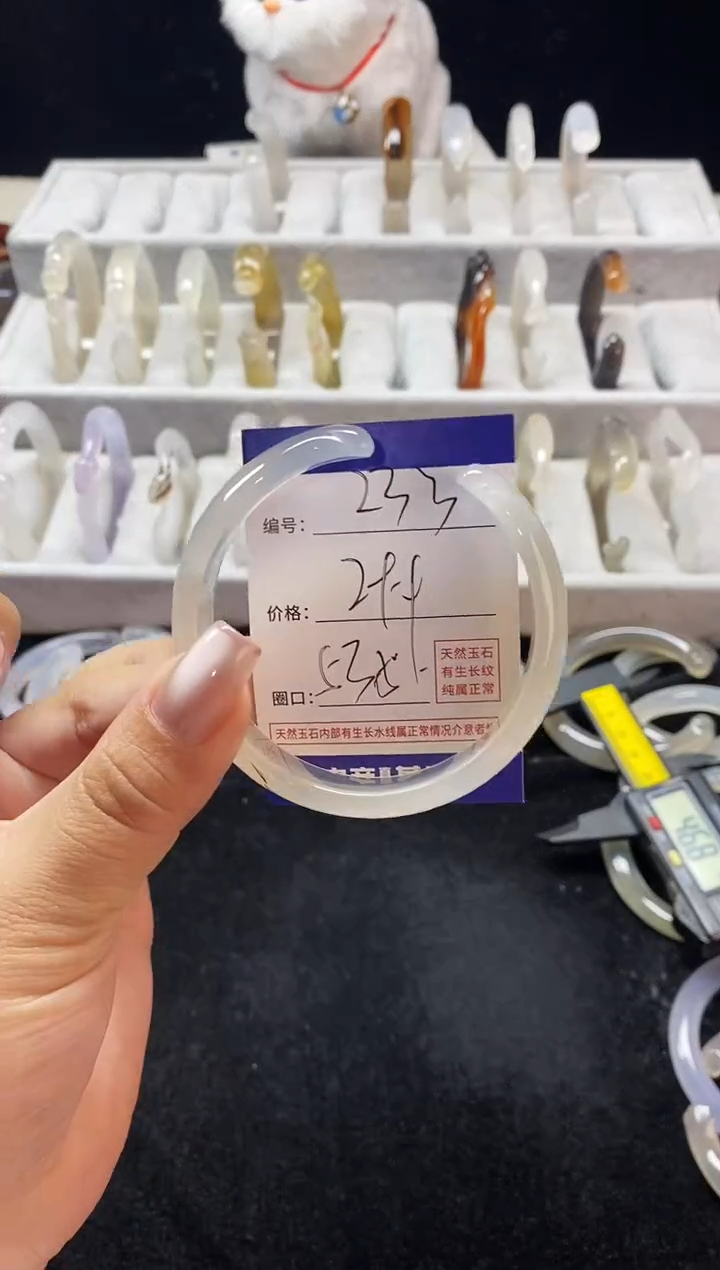 编号: 233
价格:
圈口: 53
天然玉石
有生长纹
纯属正常
天然玉石内部有生长水线属正常情况介意者
468